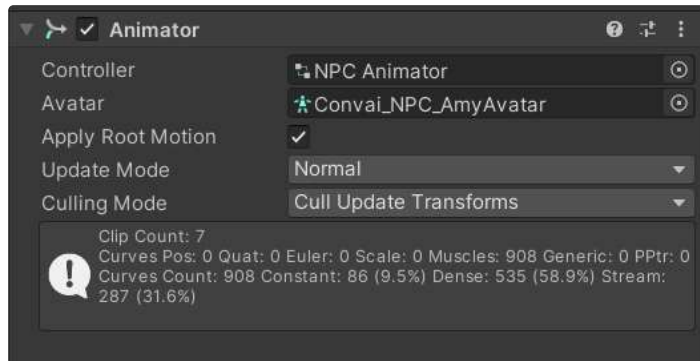 Animator
Controller NPC Animator
Avatar Convai_NPC_AmyAvatar
Apply Root Motion
Update Mode Normal
Culling Mode Cull Update Transforms
Clip Count: 7
Curves Pos: 0 Quat: 0 Euler: 0 Scale: 0 Muscles: 908 Generic: 0 PPtr: 0
Curves Count: 908 Constant: 86 (9.5%) Dense: 535 (58.9%) Stream:
287 (31.6%)